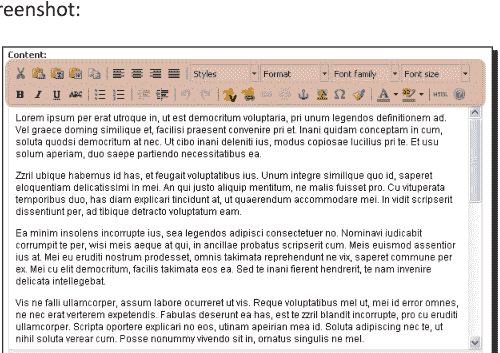 reenshot:
Content:
Styles Format Font family Font size
B I U ABC A ab HTML
Lorem ipsum per erat utroque in, ut est democritum voluptaria, pri unum legendos definitionem ad.
Vel graece doming similique et, facilisi praesent convenire pri et. Inani quidam conceptam in cum,
soluta quodsi democritum at nec. Ut cibo inani deleniti ius, modus copiosae lucilius pri te. Et usu
solum aperiam, duo saepe partiendo necessitatibus ea.
Zzril ubique habemus id has, et feugait voluptatibus ius. Unum integre similique quo id, saperet
eloquentiam delicatissimi in mei. An qui justo aliquip mentitum, ne malis fuisset pro. Cu vituperata
temporibus duo, has diam explicari tincidunt at, ut quaerendum accommodare mei. In vidit scripserit
dissentiunt per, ad tibique detracto voluptatum eam.
Ea minim insolens incorrupte ius, sea legendos adipisci consectetuer no. Nominavi iudicabit
corrumpit te per, wisi meis aeque at qui, in ancillae probatus scripserit cum. Meis euismod assentior
ius at. Mei eu eruditi nostrum prodesset, omnis takimata reprehendunt ne vix, saperet commune per
ex. Mei cu elit democritum, facilis takimata eos ea. Sed te inani fierent hendrerit, te nam invenire
delicata intellegebat.
Vis ne falli ullamcorper, assum labore ocurreret ut vis. Reque voluptatibus mel ut, mei id error omnes,
ne nec erat verterem expetendis. Fabulas deserunt ea has, est te zzril blandit incorrupte, pro cu eruditi
ullamcorper. Scripta oportere explicari no eos, utinam apeirian mea id. Soluta adipiscing nec te, ut
nihil soluta verear cum. Posse nonummy vivendo sit in, ornatus singulis ne mel.